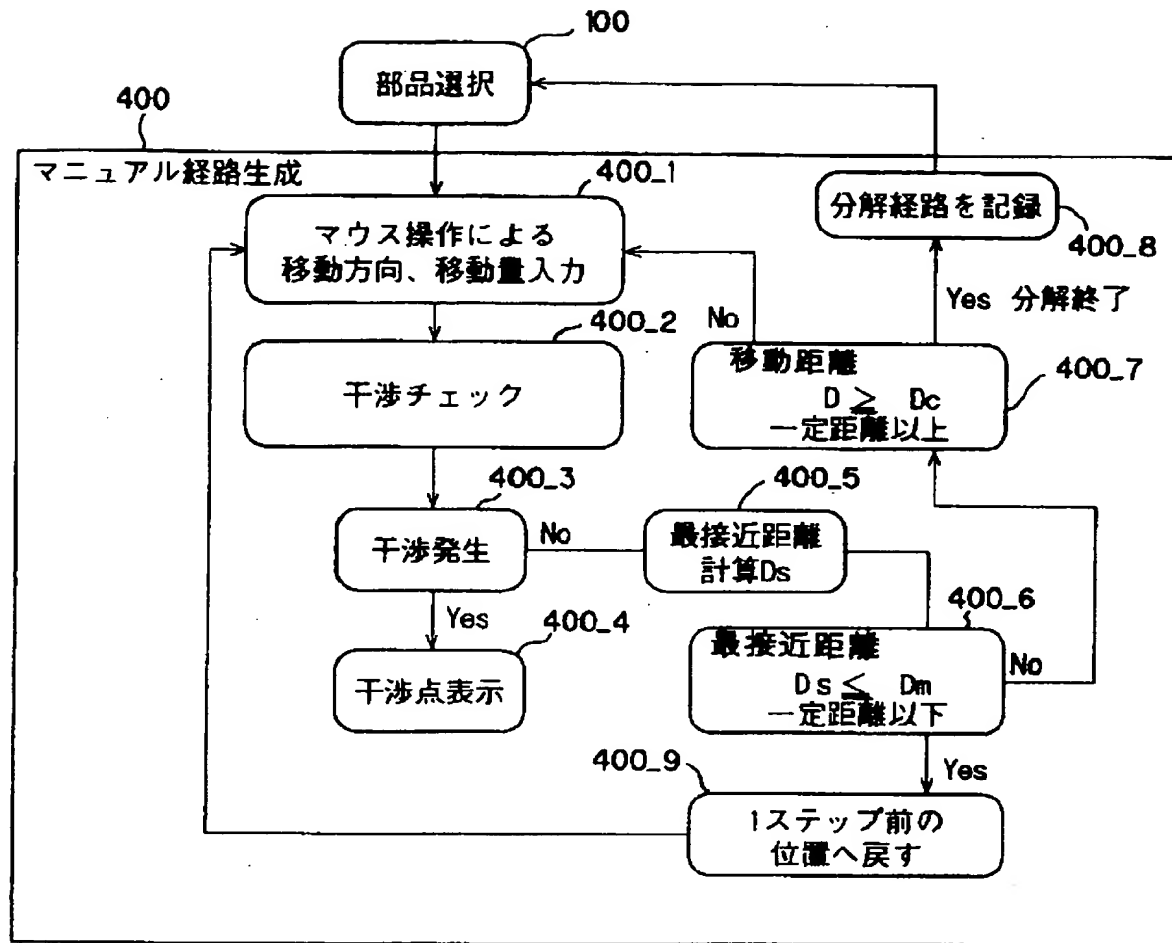 100
部品選択
400
マニュアル経路生成
400_1
マウス操作による
移動方向、移動量入力
分解経路を記録
400_8
Yes 分解終了
No
400_2
干渉チェック
移動距離
D ≧ Dc
一定距離以上
400_7
400_3
干渉発生
No
400_5
最接近距離
計算Ds
Yes
400_4
干渉点表示
400_6
最接近距離
Ds ≦ Dm
一定距離以下
No
Yes
400_9
1ステップ前の
位置へ戻す